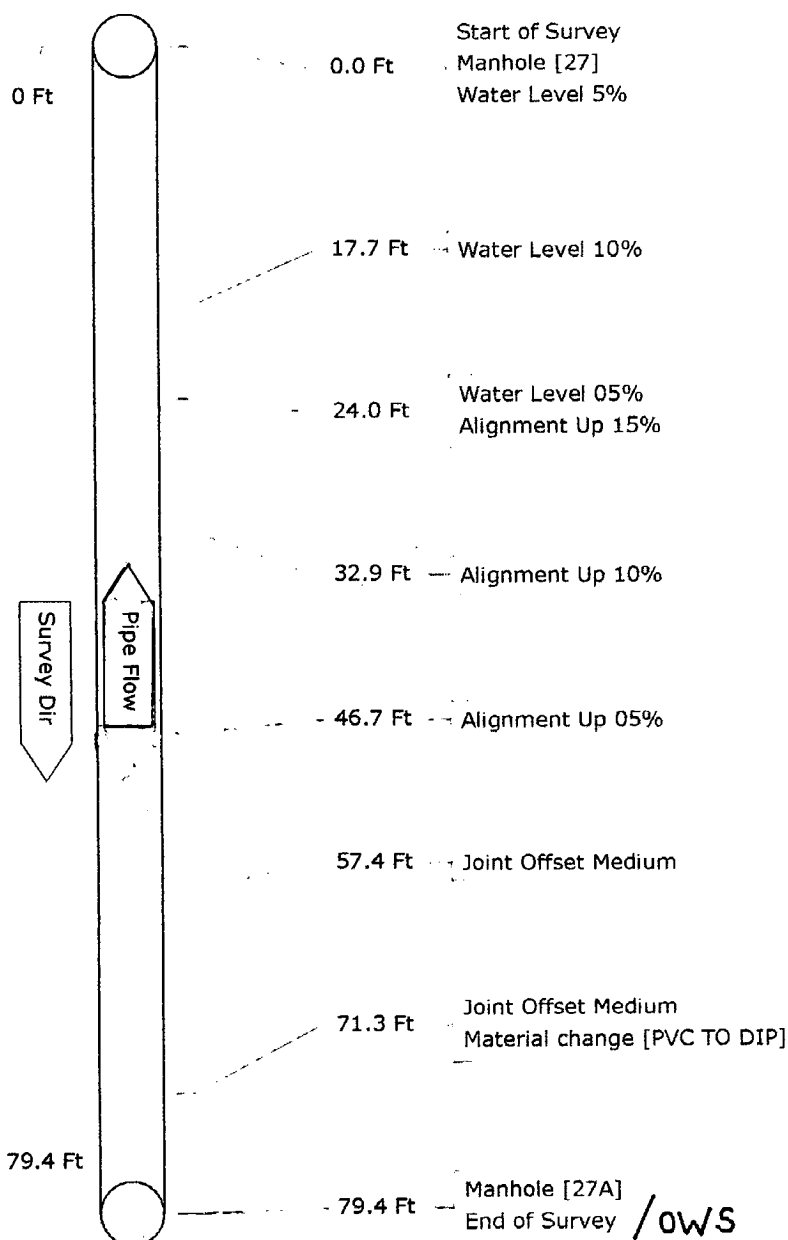 Start of Survey
0.0 Ft Manhole [27]
0 Ft Water Level 5%
17.7 Ft Water Level 10%
Water Level 05%
24.0 Ft
Alignment Up 15%
32.9 Ft Alignment Up 10%
Survey Dir
Pipe Flow
46.7 Ft Alignment Up 05%
57.4 Ft Joint Offset Medium
Joint Offset Medium
71.3 Ft
Material change [PVC TO DIP]
79.4 Ft
Manhole [27A]
79.4 Ft
End of Survey / OWS